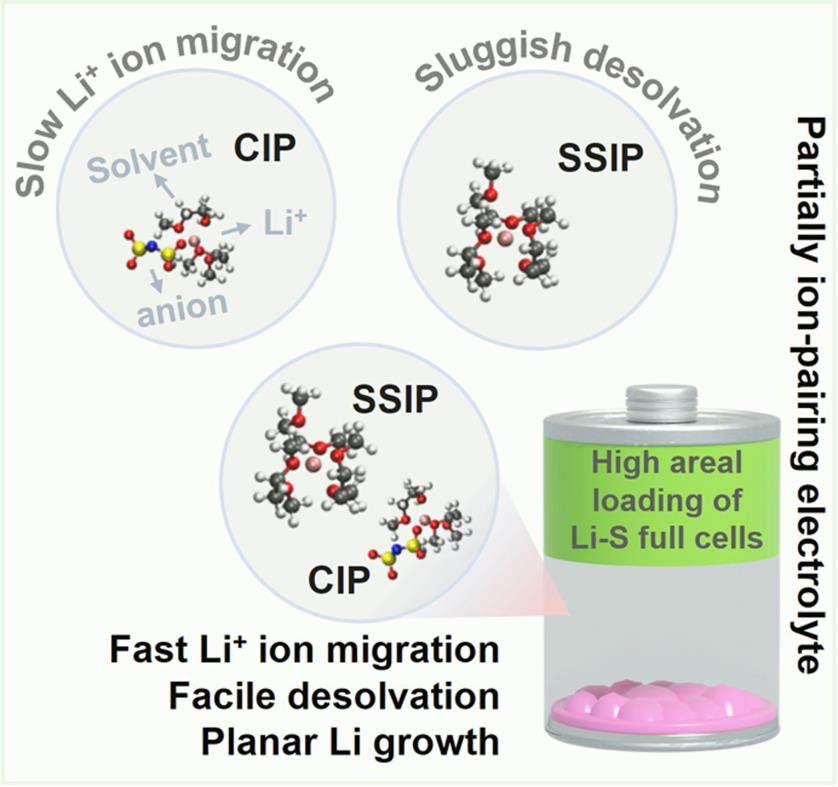 Slow Li⁺ ion migration
CIP
Solvent
Li⁺
anion
Sluggish desolvation
SSIP
SSIP
CIP
Fast Li⁺ ion migration
Facile desolvation
Planar Li growth
High areal
loading of
Li-S full cells
Partially ion-pairing electrolyte